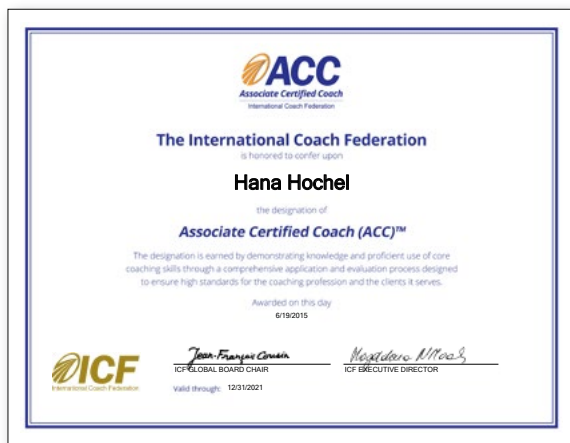 ACC
Associate Certified Coach
International Coach Federation
The International Coach Federation
is honored to confer upon
Hana Hochel
the designation of
Associate Certified Coach (ACC)™
The designation is earned by demonstrating knowledge and proficient use of core
coaching skills through a comprehensive application and evaluation process designed
to ensure high standards for the coaching profession and the clients it serves.
Awarded on this day
6/19/2015
Jean-François Cousin
ICF GLOBAL BOARD CHAIR
ICF EXECUTIVE DIRECTOR
ICF
International Coach Federation
Valid through: 12/31/2021